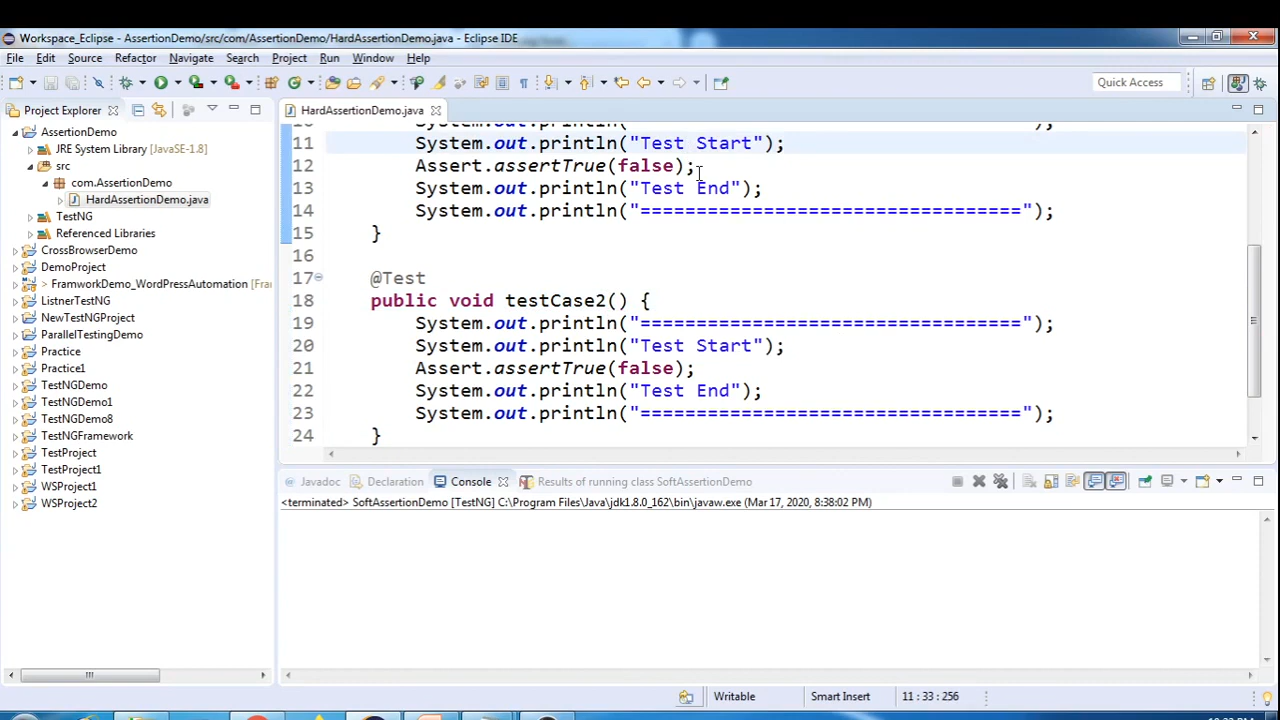 Workspace_Eclipse - AssertionDemo/src/com/AssertionDemo/HardAssertionDemo.java - Eclipse IDE
File Edit Source Refactor Navigate Search Project Run Window Help
Quick Access
Project Explorer
HardAssertionDemo.java
AssertionDemo
JRE System Library [JavaSE-1.8]
src
com.AssertionDemo
HardAssertionDemo.java
TestNG
Referenced Libraries
CrossBrowserDemo
DemoProject
> FramworkDemo_WordPressAutomation [Fra
ListnerTestNG
NewTestNGProject
ParallelTestingDemo
Practice
Practice1
TestNGDemo
TestNGDemo1
TestNGDemo8
TestNGFramework
TestProject
TestProject1
WSProject1
WSProject2
11 System.out.println("Test Start");
12 Assert.assertTrue(false);
13 System.out.println("Test End");
14 System.out.println("==================================");
15 }
16
17 @Test
18 public void testCase2() {
19 System.out.println("==================================");
20 System.out.println("Test Start");
21 Assert.assertTrue(false);
22 System.out.println("Test End");
23 System.out.println("==================================");
24 }
Javadoc Declaration Console Results of running class SoftAssertionDemo
<terminated> SoftAssertionDemo [TestNG] C:\Program Files\Java\jdk1.8.0_162\bin\javaw.exe (Mar 17, 2020, 8:38:02 PM)
Writable Smart Insert 11 : 33 : 256